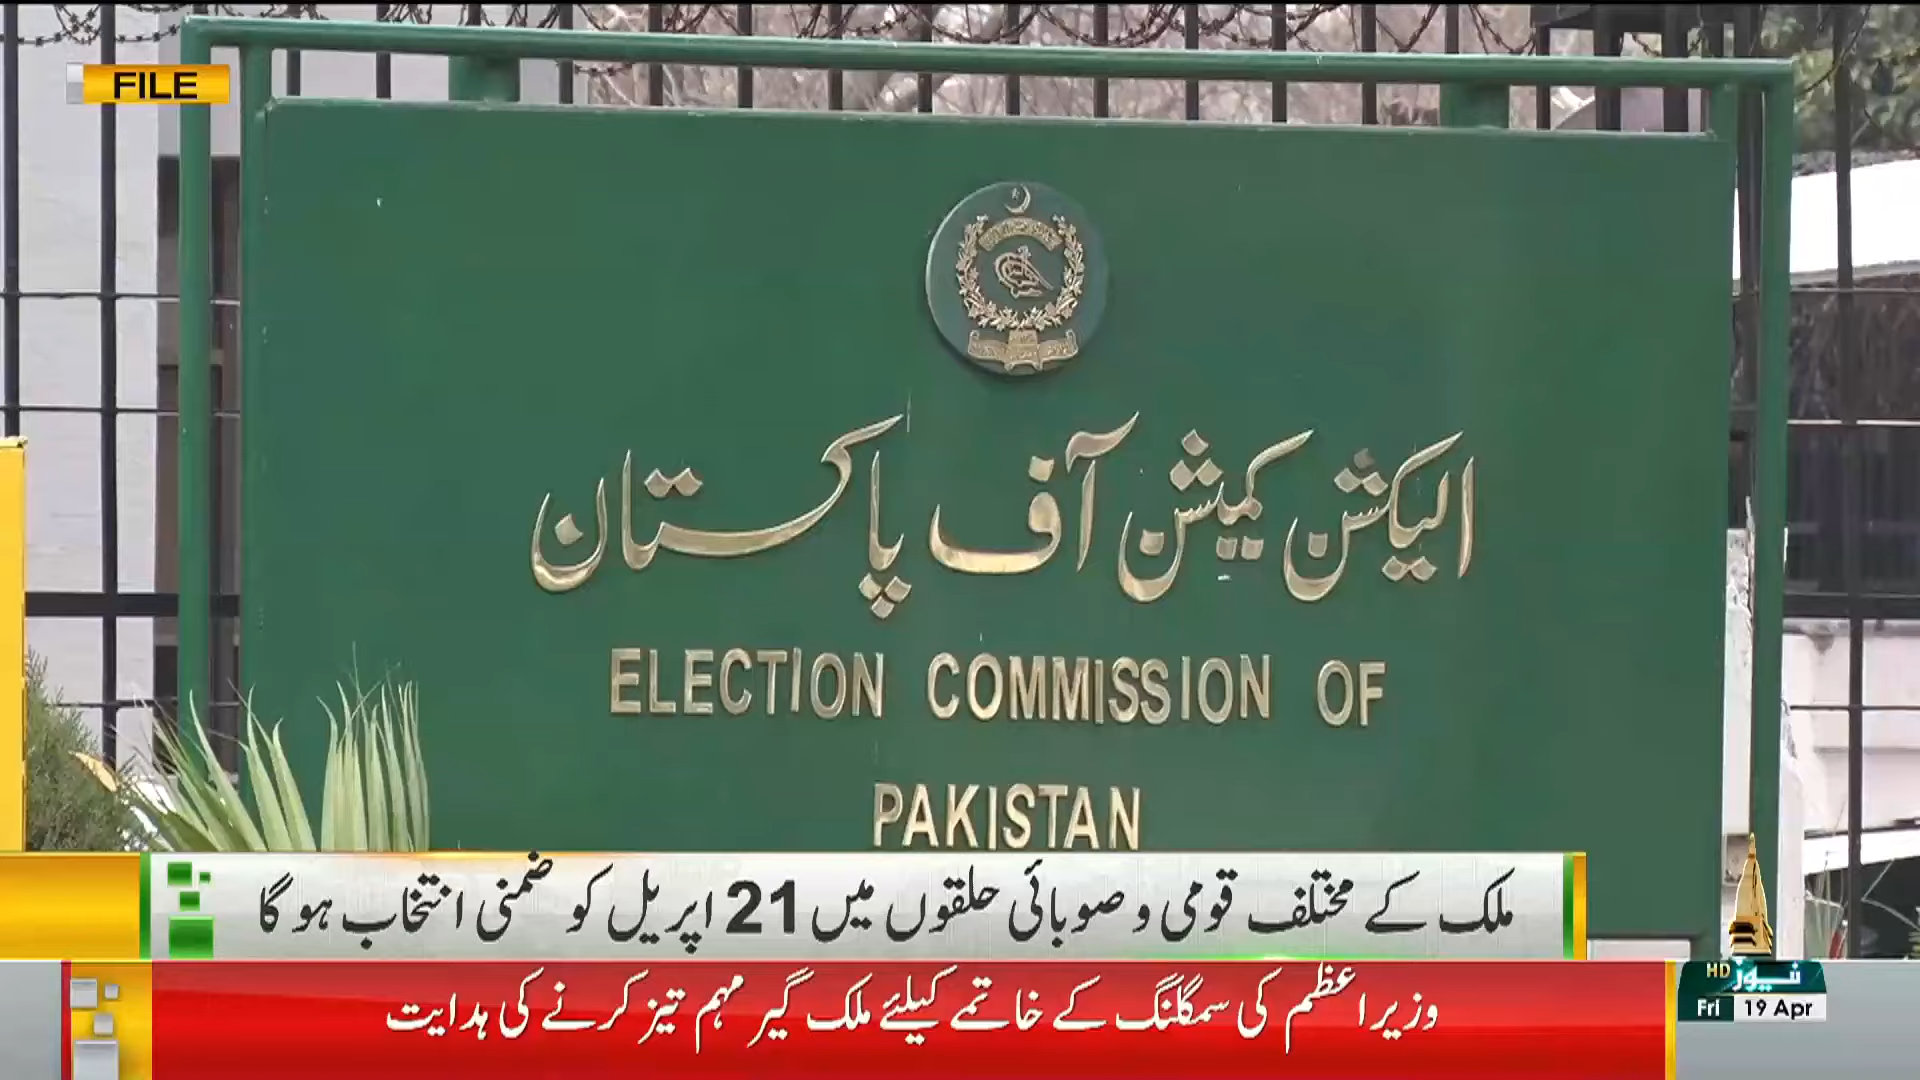 FILE
الیکشن کمیشن آف پاکستان
ELECTION COMMISSION OF
PAKISTAN
ملک کے مختلف قومی و صوبائی حلقوں میں 21 اپریل کو ضمنی انتخاب ہو گا
وزیراعظم کی سمگلنگ کے خاتمے کیلئے ملک گیر مہم تیز کرنے کی ہدایت
HD نیوز
Fri 19 Apr